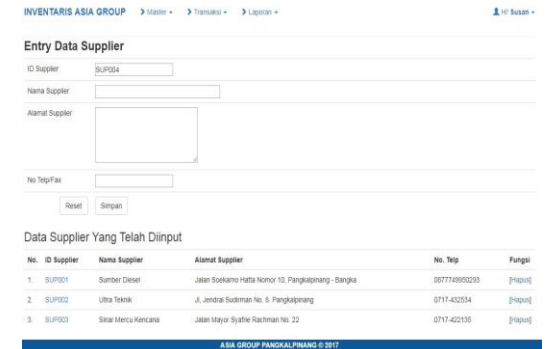 INVENTARIS ASIA GROUP Master Transaksi Laporan Hi' Susan
Entry Data Supplier
ID Supplier SUP004
Nama Supplier
Alamat Supplier
No Telp/Fax
Reset Simpan
Data Supplier Yang Telah Diinput
No. ID Supplier Nama Supplier Alamat Supplier No. Telp Fungsi
1. SUP001 Sumber Diesel Jalan Soekarno Hatta Nomor 10, Pangkalpinang - Bangka 0877749950293 [Hapus]
2. SUP002 Ultra Teknik Jl. Jendral Sudirman No. 8. Pangkalpinang 0717-432534 [Hapus]
3. SUP003 Sinar Mercu Kencana Jalan Mayor Syafrie Rachman No. 22 0717-422135 [Hapus]
ASIA GROUP PANGKALPINANG © 2017